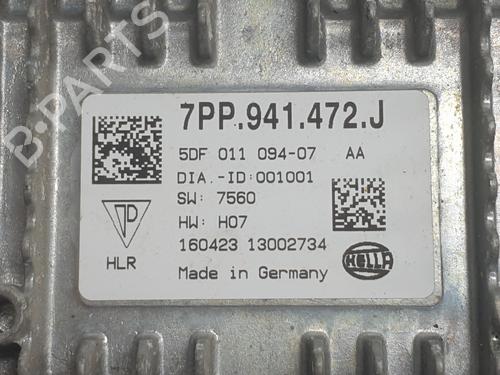 B-PARTS
7PP.941.472.J
5DF 011 094-07 AA
DIA.-ID:001001
SW: 7560
HW: H07
160423 13002734
HLR
Made in Germany
HELLA